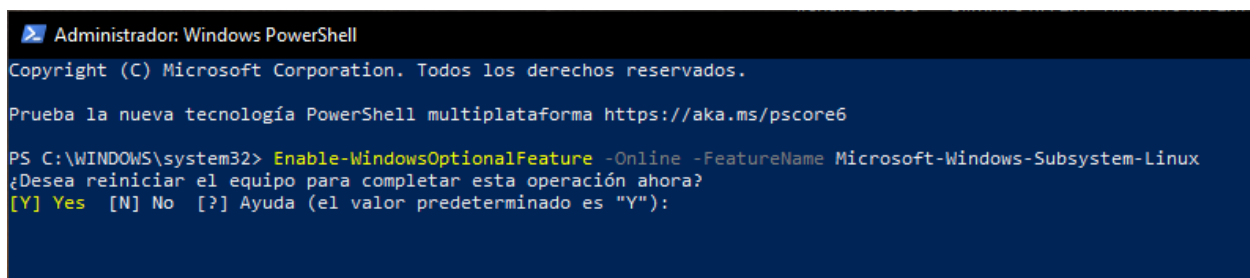 Administrador: Windows PowerShell
Copyright (C) Microsoft Corporation. Todos los derechos reservados.
Prueba la nueva tecnología PowerShell multiplataforma https://aka.ms/pscore6
PS C:\WINDOWS\system32> Enable-WindowsOptionalFeature -Online -FeatureName Microsoft-Windows-Subsystem-Linux
¿Desea reiniciar el equipo para completar esta operación ahora?
[Y] Yes  [N] No  [?] Ayuda (el valor predeterminado es "Y"):